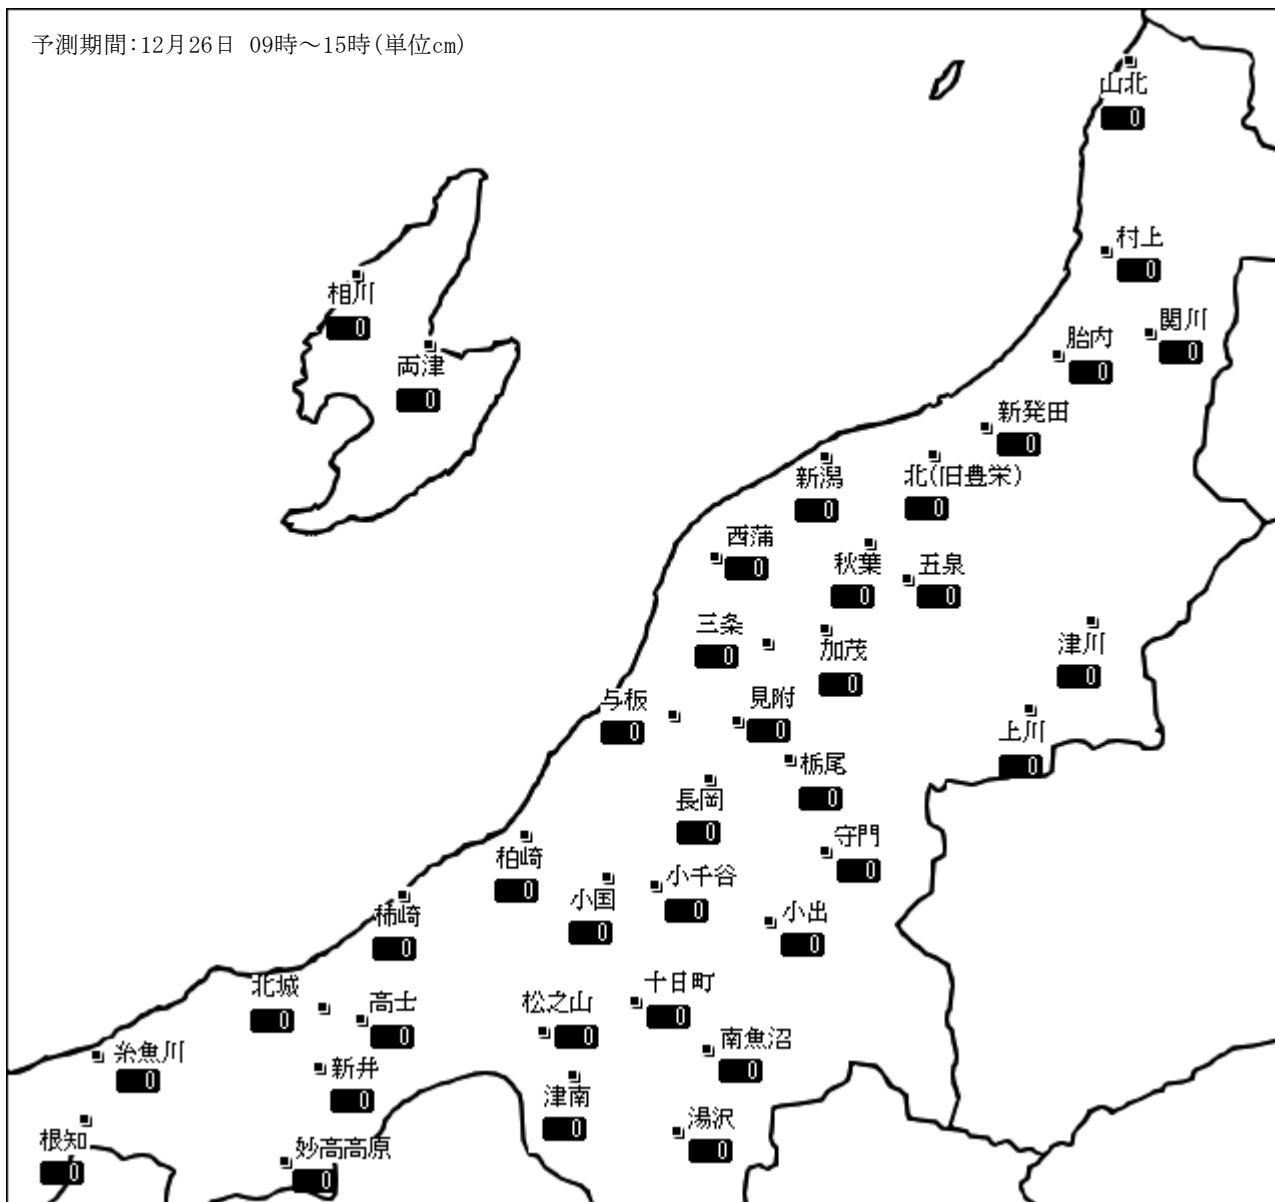 予測期間:12月26日 09時～15時(単位cm)
山北
0
村上
0
相川
0
関川
0
胎内
0
両津
0
新発田
0
新潟
0
北(旧豊栄)
0
西蒲
0
秋葉
0
五泉
0
三条
0
加茂
0
津川
0
与板
0
見附
0
上川
0
栃尾
0
長岡
0
守門
0
柏崎
0
小千谷
0
小国
0
小出
0
柿崎
0
北城
0
高士
0
松之山
0
十日町
0
南魚沼
0
糸魚川
0
新井
0
津南
0
湯沢
0
根知
0
妙高高原
0